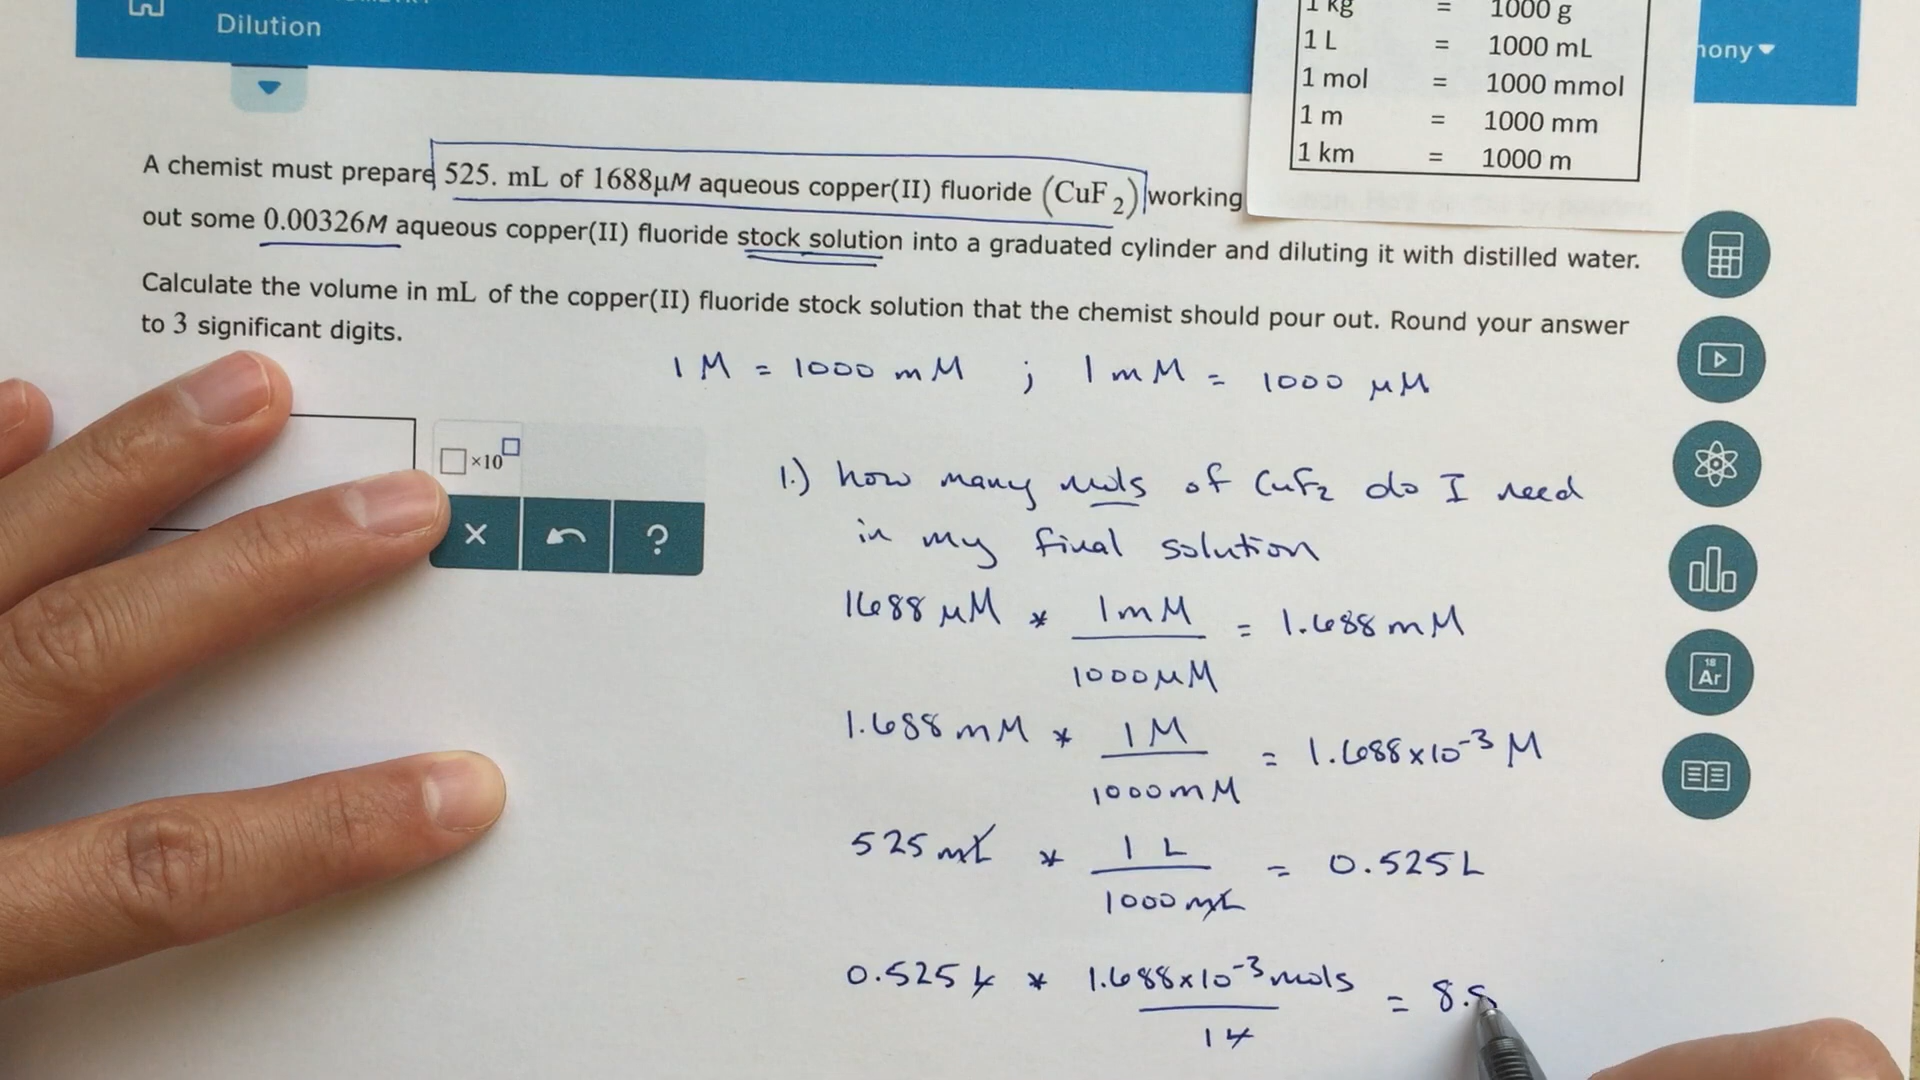 Dilution
1 kg = 1000 g
1 L = 1000 mL
1 mol = 1000 mmol
1 m = 1000 mm
1 km = 1000 m
hony
A chemist must prepare 525. mL of 1688μM aqueous copper(II) fluoride (CuF₂) working
out some 0.00326M aqueous copper(II) fluoride stock solution into a graduated cylinder and diluting it with distilled water.
Calculate the volume in mL of the copper(II) fluoride stock solution that the chemist should pour out. Round your answer
to 3 significant digits.
1 M = 1000 mM ; 1 mM = 1000 μM
□×10□
× ?
1.) how many mols of CuF₂ do I need
in my final solution
1688 μM * 1 mM / 1000 μM = 1.688 mM
1.688 mM * 1 M / 1000 mM = 1.688x10⁻³ M
525 mL * 1 L / 1000 mL = 0.525 L
0.525 L * 1.688x10⁻³ mols / 1 L = 8.8
18
Ar